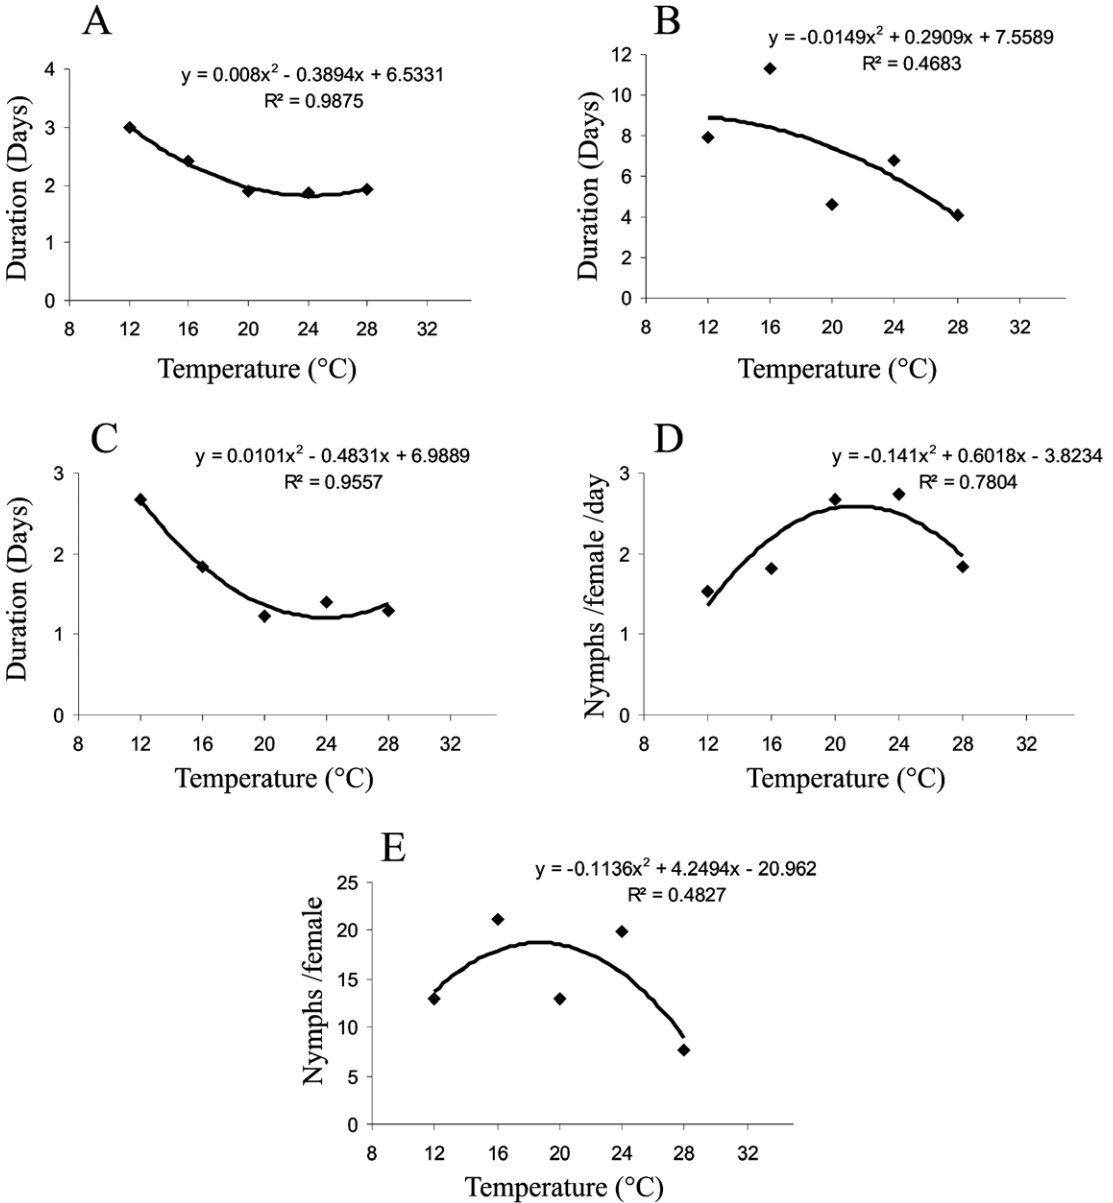 A
y = 0.008x² - 0.3894x + 6.5331
R² = 0.9875
4
3
2
1
0
Duration (Days)
8 12 16 20 24 28 32
Temperature (°C)
B
y = -0.0149x² + 0.2909x + 7.5589
R² = 0.4683
12
10
8
6
4
2
0
Duration (Days)
8 12 16 20 24 28 32
Temperature (°C)
C
y = 0.0101x² - 0.4831x + 6.9889
R² = 0.9557
3
2
1
0
Duration (Days)
8 12 16 20 24 28 32
Temperature (°C)
D
y = -0.141x² + 0.6018x - 3.8234
R² = 0.7804
3
2
1
0
Nymphs /female /day
8 12 16 20 24 28 32
Temperature (°C)
E
y = -0.1136x² + 4.2494x - 20.962
R² = 0.4827
25
20
15
10
5
0
Nymphs /female
8 12 16 20 24 28 32
Temperature (°C)